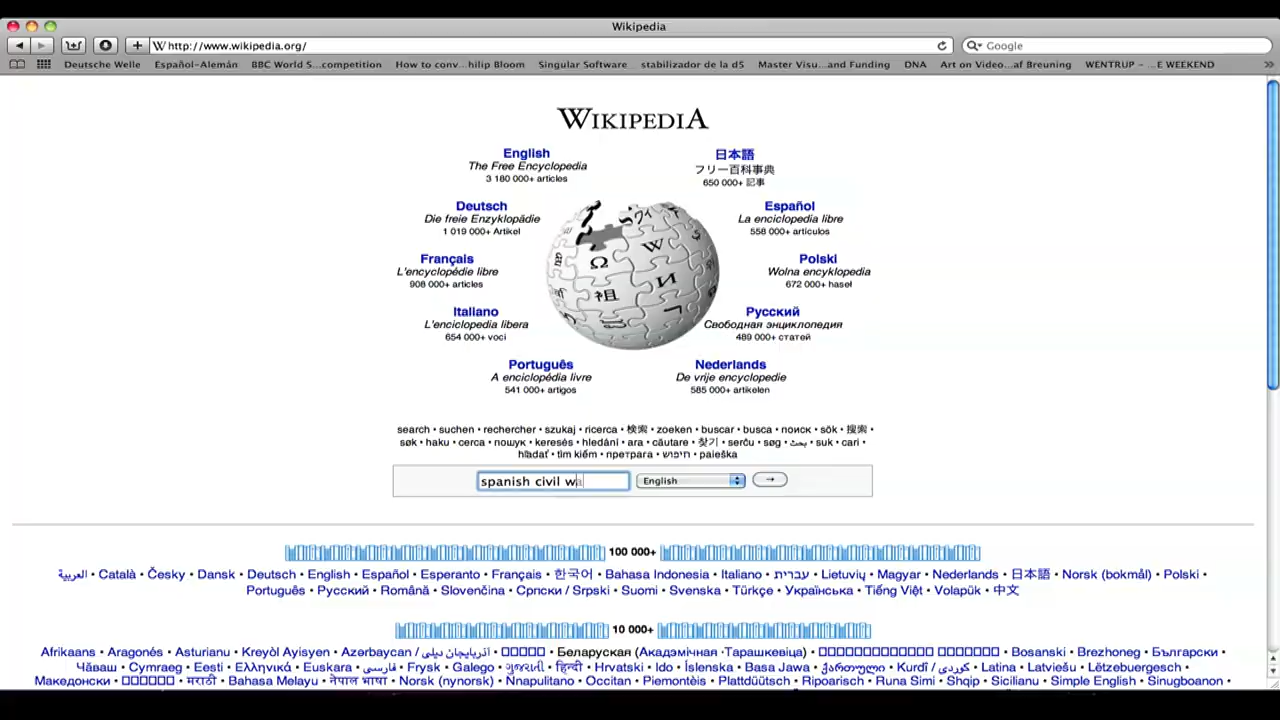 Wikipedia
http://www.wikipedia.org/
Google
Deutsche Welle Español-Alemán BBC World S...competition How to conv...hilip Bloom Singular Software stabilizador de la d5 Master Visu...and Funding DNA Art on Video...af Breuning WENTRUP - ...E WEEKEND
WIKIPEDIA
English
The Free Encyclopedia
3 180 000+ articles
日本語
フリー百科事典
650 000+ 記事
Deutsch
Die freie Enzyklopädie
1 019 000+ Artikel
Español
La enciclopedia libre
558 000+ artículos
Français
L'encyclopédie libre
908 000+ articles
Polski
Wolna encyklopedia
672 000+ haseł
Italiano
L'enciclopedia libera
654 000+ voci
Русский
Свободная энциклопедия
489 000+ статей
Português
A enciclopédia livre
541 000+ artigos
Nederlands
De vrije encyclopedie
585 000+ artikelen
search • suchen • rechercher • szukaj • ricerca • 検索 • zoeken • buscar • busca • поиск • sök • 搜索 •
søk • haku • cerca • пошук • keresés • hledání • ara • căutare • 찾기 • serĉu • søg • بحث • suk • cari •
hľadať • tìm kiếm • претрага • חיפוש • paieška
spanish civil wa
English
→
100 000+
العربية • Català • Česky • Dansk • Deutsch • English • Español • Esperanto • Français • 한국어 • Bahasa Indonesia • Italiano • עברית • Lietuvių • Magyar • Nederlands • 日本語 • Norsk (bokmål) • Polski •
Português • Русский • Română • Slovenčina • Српски / Srpski • Suomi • Svenska • Türkçe • Українська • Tiếng Việt • Volapük • 中文
10 000+
Afrikaans • Aragonés • Asturianu • Kreyòl Ayisyen • Azərbaycan / آذربايجان ديلی • • Беларуская (Акадэмічная • Тарашкевіца) • Bosanski • Brezhoneg • Български •
Чӑваш • Cymraeg • Eesti • Ελληνικά • Euskara • فارسی • Frysk • Galego • ગુજરાતી • हिन्दी • Hrvatski • Ido • Íslenska • Basa Jawa • ქართული • Kurdî / كوردی • Latina • Latviešu • Lëtzebuergesch •
Македонски • • मराठी • Bahasa Melayu • नेपाल भाषा • Norsk (nynorsk) • Nnapulitano • Occitan • Piemontèis • Plattdüütsch • Ripoarisch • Runa Simi • Shqip • Sicilianu • Simple English • Sinugboanon •